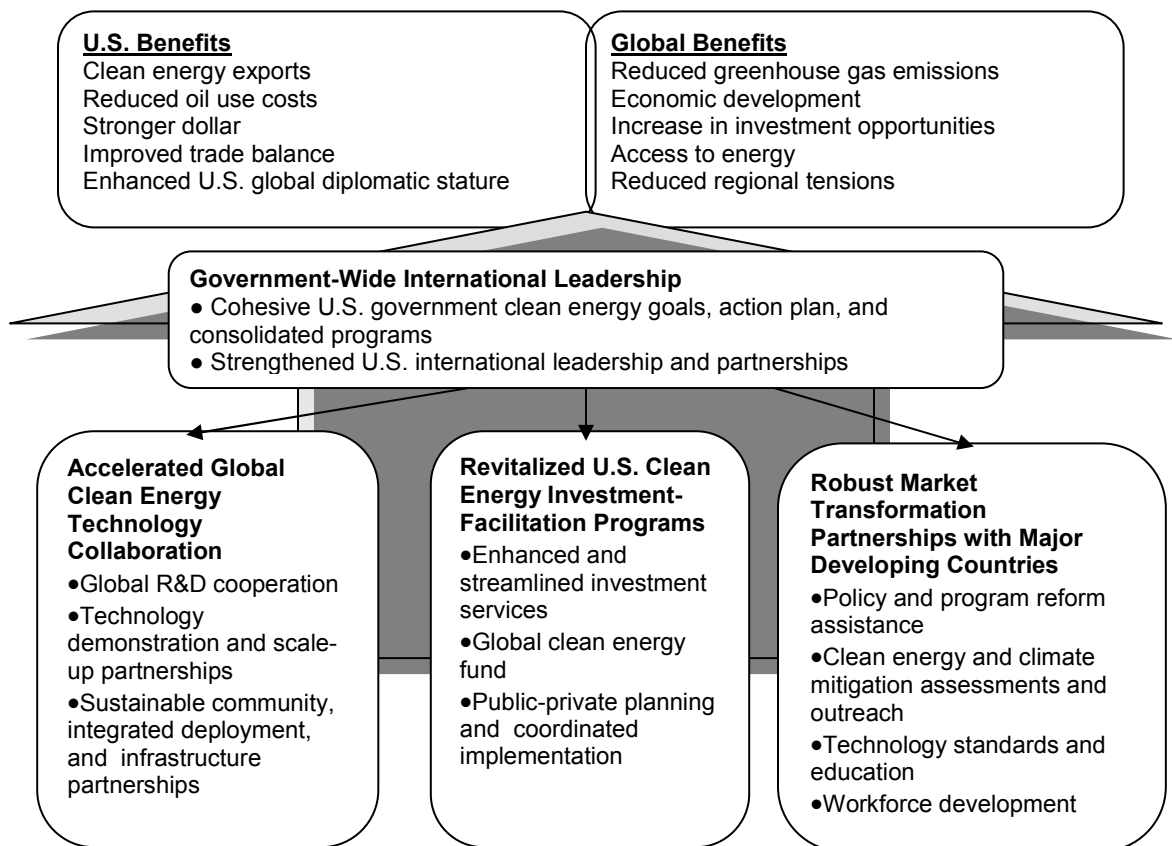 U.S. Benefits
Clean energy exports
Reduced oil use costs
Stronger dollar
Improved trade balance
Enhanced U.S. global diplomatic stature
Global Benefits
Reduced greenhouse gas emissions
Economic development
Increase in investment opportunities
Access to energy
Reduced regional tensions
Government-Wide International Leadership
● Cohesive U.S. government clean energy goals, action plan, and
consolidated programs
● Strengthened U.S. international leadership and partnerships
Accelerated Global
Clean Energy
Technology
Collaboration
●Global R&D cooperation
●Technology
demonstration and scale-
up partnerships
●Sustainable community,
integrated deployment,
and infrastructure
partnerships
Revitalized U.S. Clean
Energy Investment-
Facilitation Programs
●Enhanced and
streamlined investment
services
●Global clean energy
fund
●Public-private planning
and coordinated
implementation
Robust Market
Transformation
Partnerships with Major
Developing Countries
●Policy and program reform
assistance
●Clean energy and climate
mitigation assessments and
outreach
●Technology standards and
education
●Workforce development